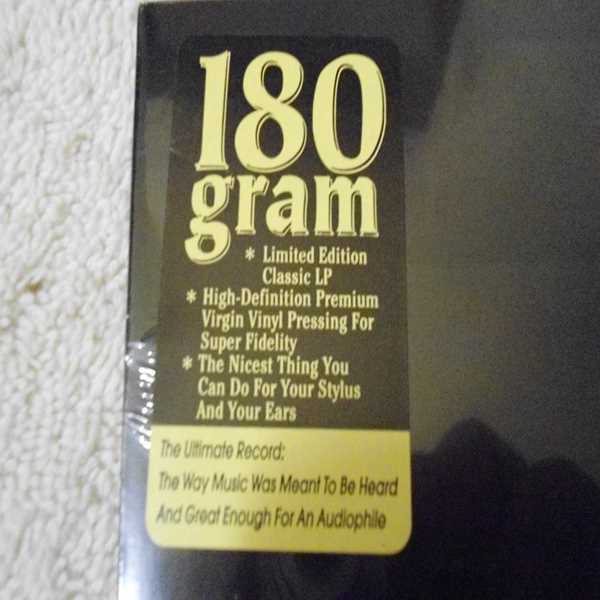 180
gram
* Limited Edition
Classic LP
* High-Definition Premium
Virgin Vinyl Pressing For
Super Fidelity
* The Nicest Thing You
Can Do For Your Stylus
And Your Ears
The Ultimate Record:
The Way Music Was Meant To Be Heard
And Great Enough For An Audiophile